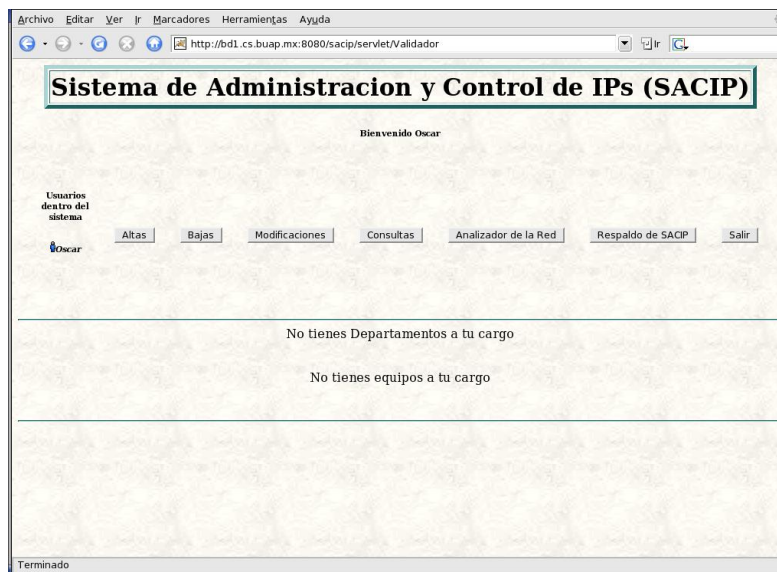 Archivo Editar Ver Ir Marcadores Herramientas Ayuda
http://bd1.cs.buap.mx:8080/sacip/servlet/Validador Ir G
Sistema de Administracion y Control de IPs (SACIP)
Bienvenido Oscar
Usuarios
dentro del
sistema
Oscar
Altas Bajas Modificaciones Consultas Analizador de la Red Respaldo de SACIP Salir
No tienes Departamentos a tu cargo
No tienes equipos a tu cargo
Terminado